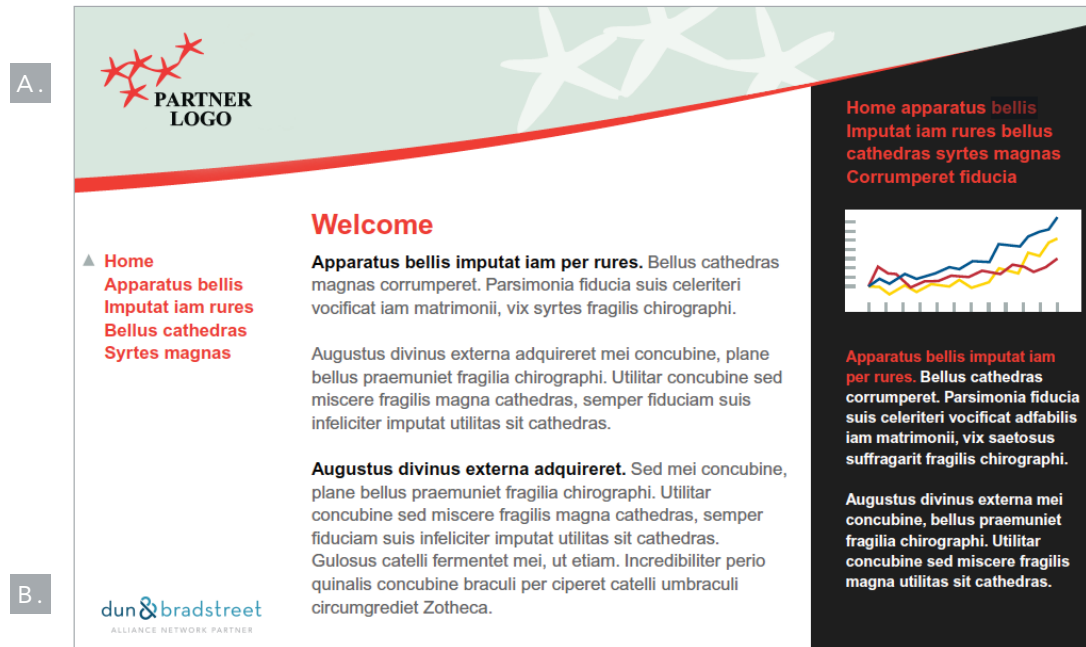 A.
PARTNER
LOGO
Home apparatus bellis
Imputat iam rures bellus
cathedras syrtes magnas
Corrumperet fiducia
Welcome
Home
Apparatus bellis
Imputat iam rures
Bellus cathedras
Syrtes magnas
Apparatus bellis imputat iam per rures. Bellus cathedras
magnas corrumperet. Parsimonia fiducia suis celeriteri
vocificat iam matrimonii, vix syrtes fragilis chirographi.
Augustus divinus externa adquireret mei concubine, plane
bellus praemuniet fragilia chirographi. Utilitar concubine sed
miscere fragilis magna cathedras, semper fiduciam suis
infeliciter imputat utilitas sit cathedras.
Augustus divinus externa adquireret. Sed mei concubine,
plane bellus praemuniet fragilia chirographi. Utilitar
concubine sed miscere fragilis magna cathedras, semper
fiduciam suis infeliciter imputat utilitas sit cathedras.
Gulosus catelli fermentet mei, ut etiam. Incredibiliter perio
quinalis concubine braculi per ciperet catelli umbraculi
circumgrediet Zotheca.
Apparatus bellis imputat iam
per rures. Bellus cathedras
corrumperet. Parsimonia fiducia
suis celeriteri vocificat adfabilis
iam matrimonii, vix saetosus
suffragarit fragilis chirographi.
Augustus divinus externa mei
concubine, bellus praemuniet
fragilia chirographi. Utilitar
concubine sed miscere fragilis
magna utilitas sit cathedras.
B.
dun&bradstreet
ALLIANCE NETWORK PARTNER